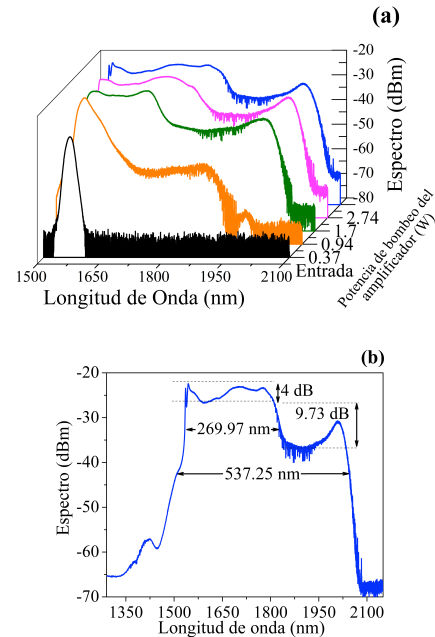 (a)
-20
-30
-40
-50
-60
-70
-80
Espectro (dBm)
2.74
1.7
0.94
0.37
Entrada
Potencia de bombeo del
amplificador (W)
1500 1650 1800 1950 2100
Longitud de Onda (nm)
(b)
-20
-30
-40
-50
-60
-70
Espectro (dBm)
4 dB
9.73 dB
269.97 nm
537.25 nm
1350 1500 1650 1800 1950 2100
Longitud de onda (nm)